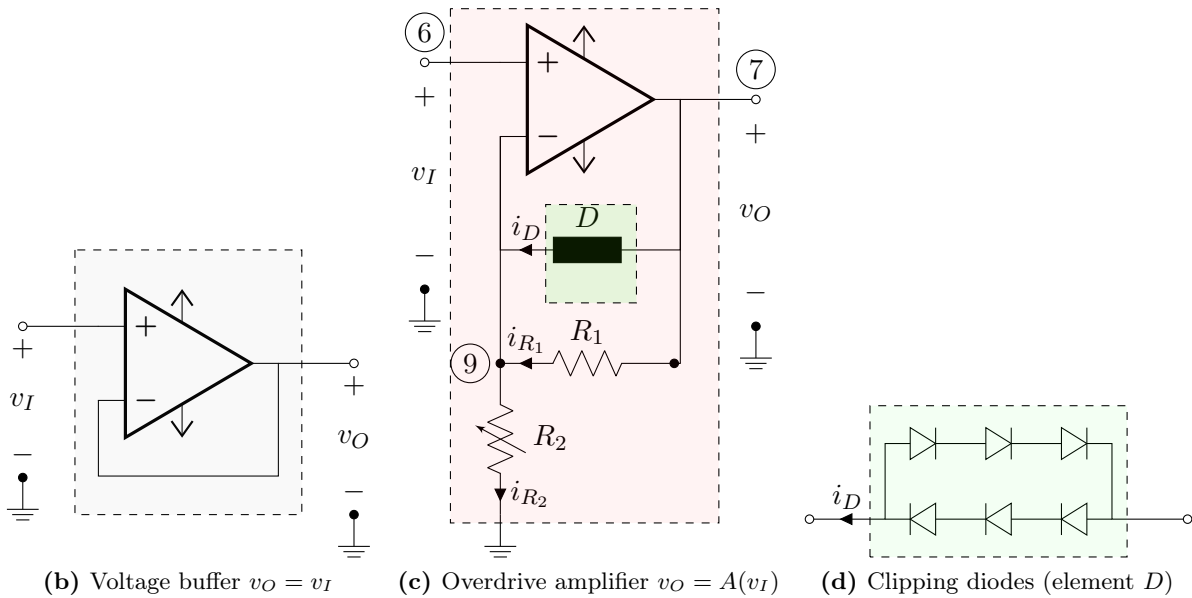 6
7
+
−
+
+
v_I
v_O
D
i_D
−
−
i_{R_1}
R_1
9
R_2
i_{R_2}
+
−
+
+
v_I
v_O
−
−
i_D
(b) Voltage buffer v_O = v_I
(c) Overdrive amplifier v_O = A(v_I)
(d) Clipping diodes (element D)